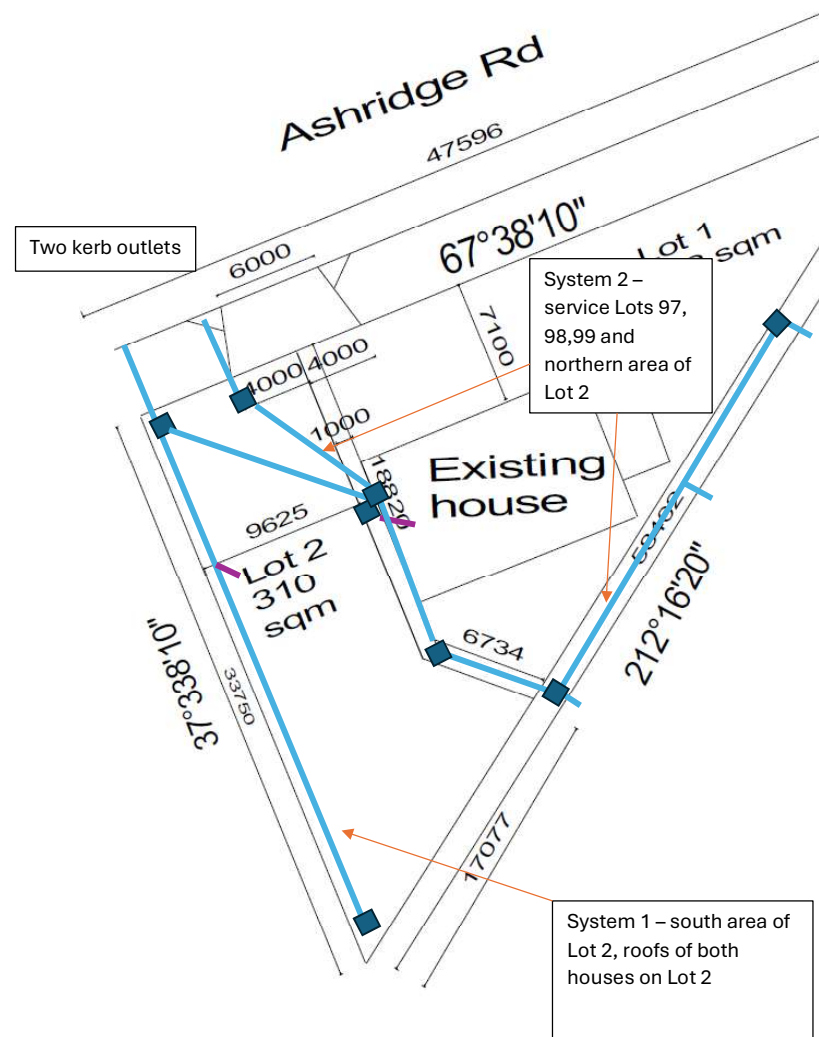 Ashridge Rd
47596
67°38'10"
Two kerb outlets
6000
Lot 1
sqm
System 2 –
service Lots 97,
98,99 and
northern area of
Lot 2
7100
4000
4000
1000
18820
Existing
house
9625
Lot 2
310
sqm
212°16'20"
6734
37°338'10"
33750
17077
System 1 – south area of
Lot 2, roofs of both
houses on Lot 2